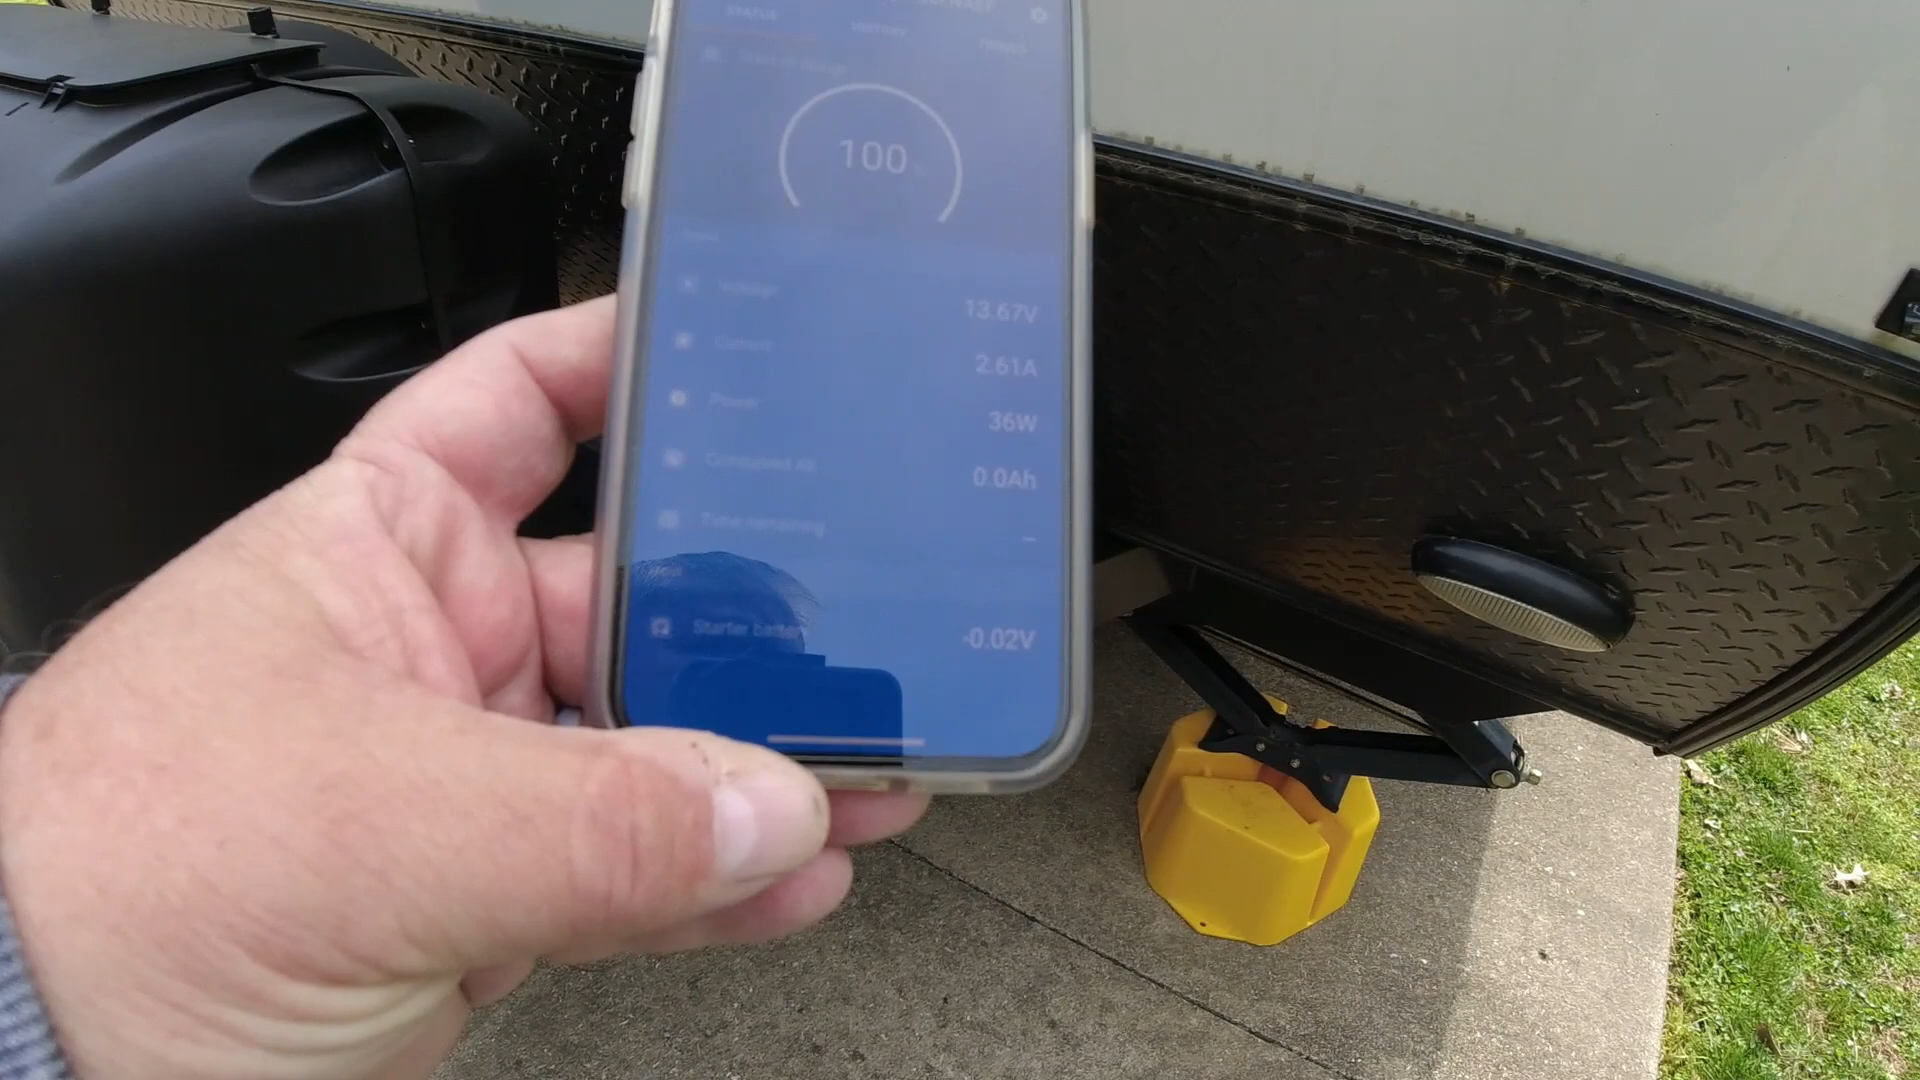 STATUS
HISTORY
TRENDS
100
Voltage
13.67V
Current
2.61A
Power
36W
Consumed Ah
0.0Ah
Time remaining
--
Starter battery
-0.02V